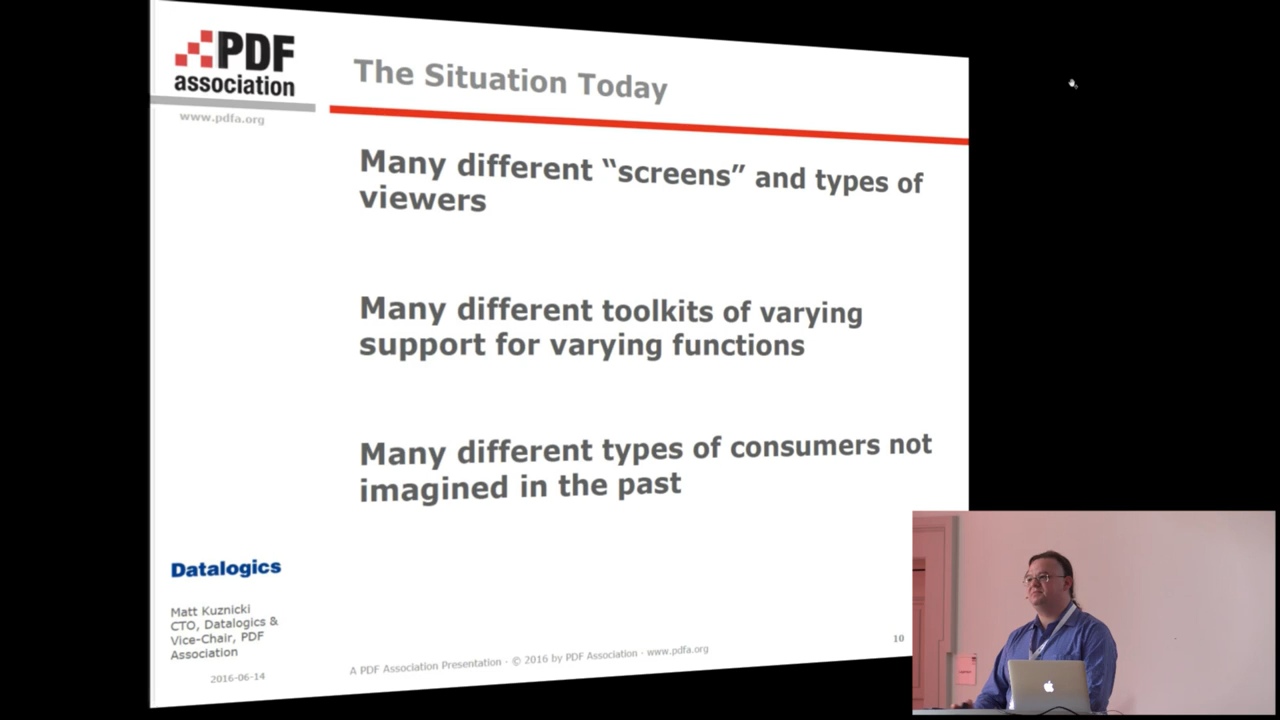 PDF
association
www.pdfa.org
The Situation Today
Many different “screens” and types of
viewers
Many different toolkits of varying
support for varying functions
Many different types of consumers not
imagined in the past
Datalogics
Matt Kuznicki
CTO, Datalogics &
Vice-Chair, PDF
Association
2016-06-14
A PDF Association Presentation · © 2016 by PDF Association · www.pdfa.org
10